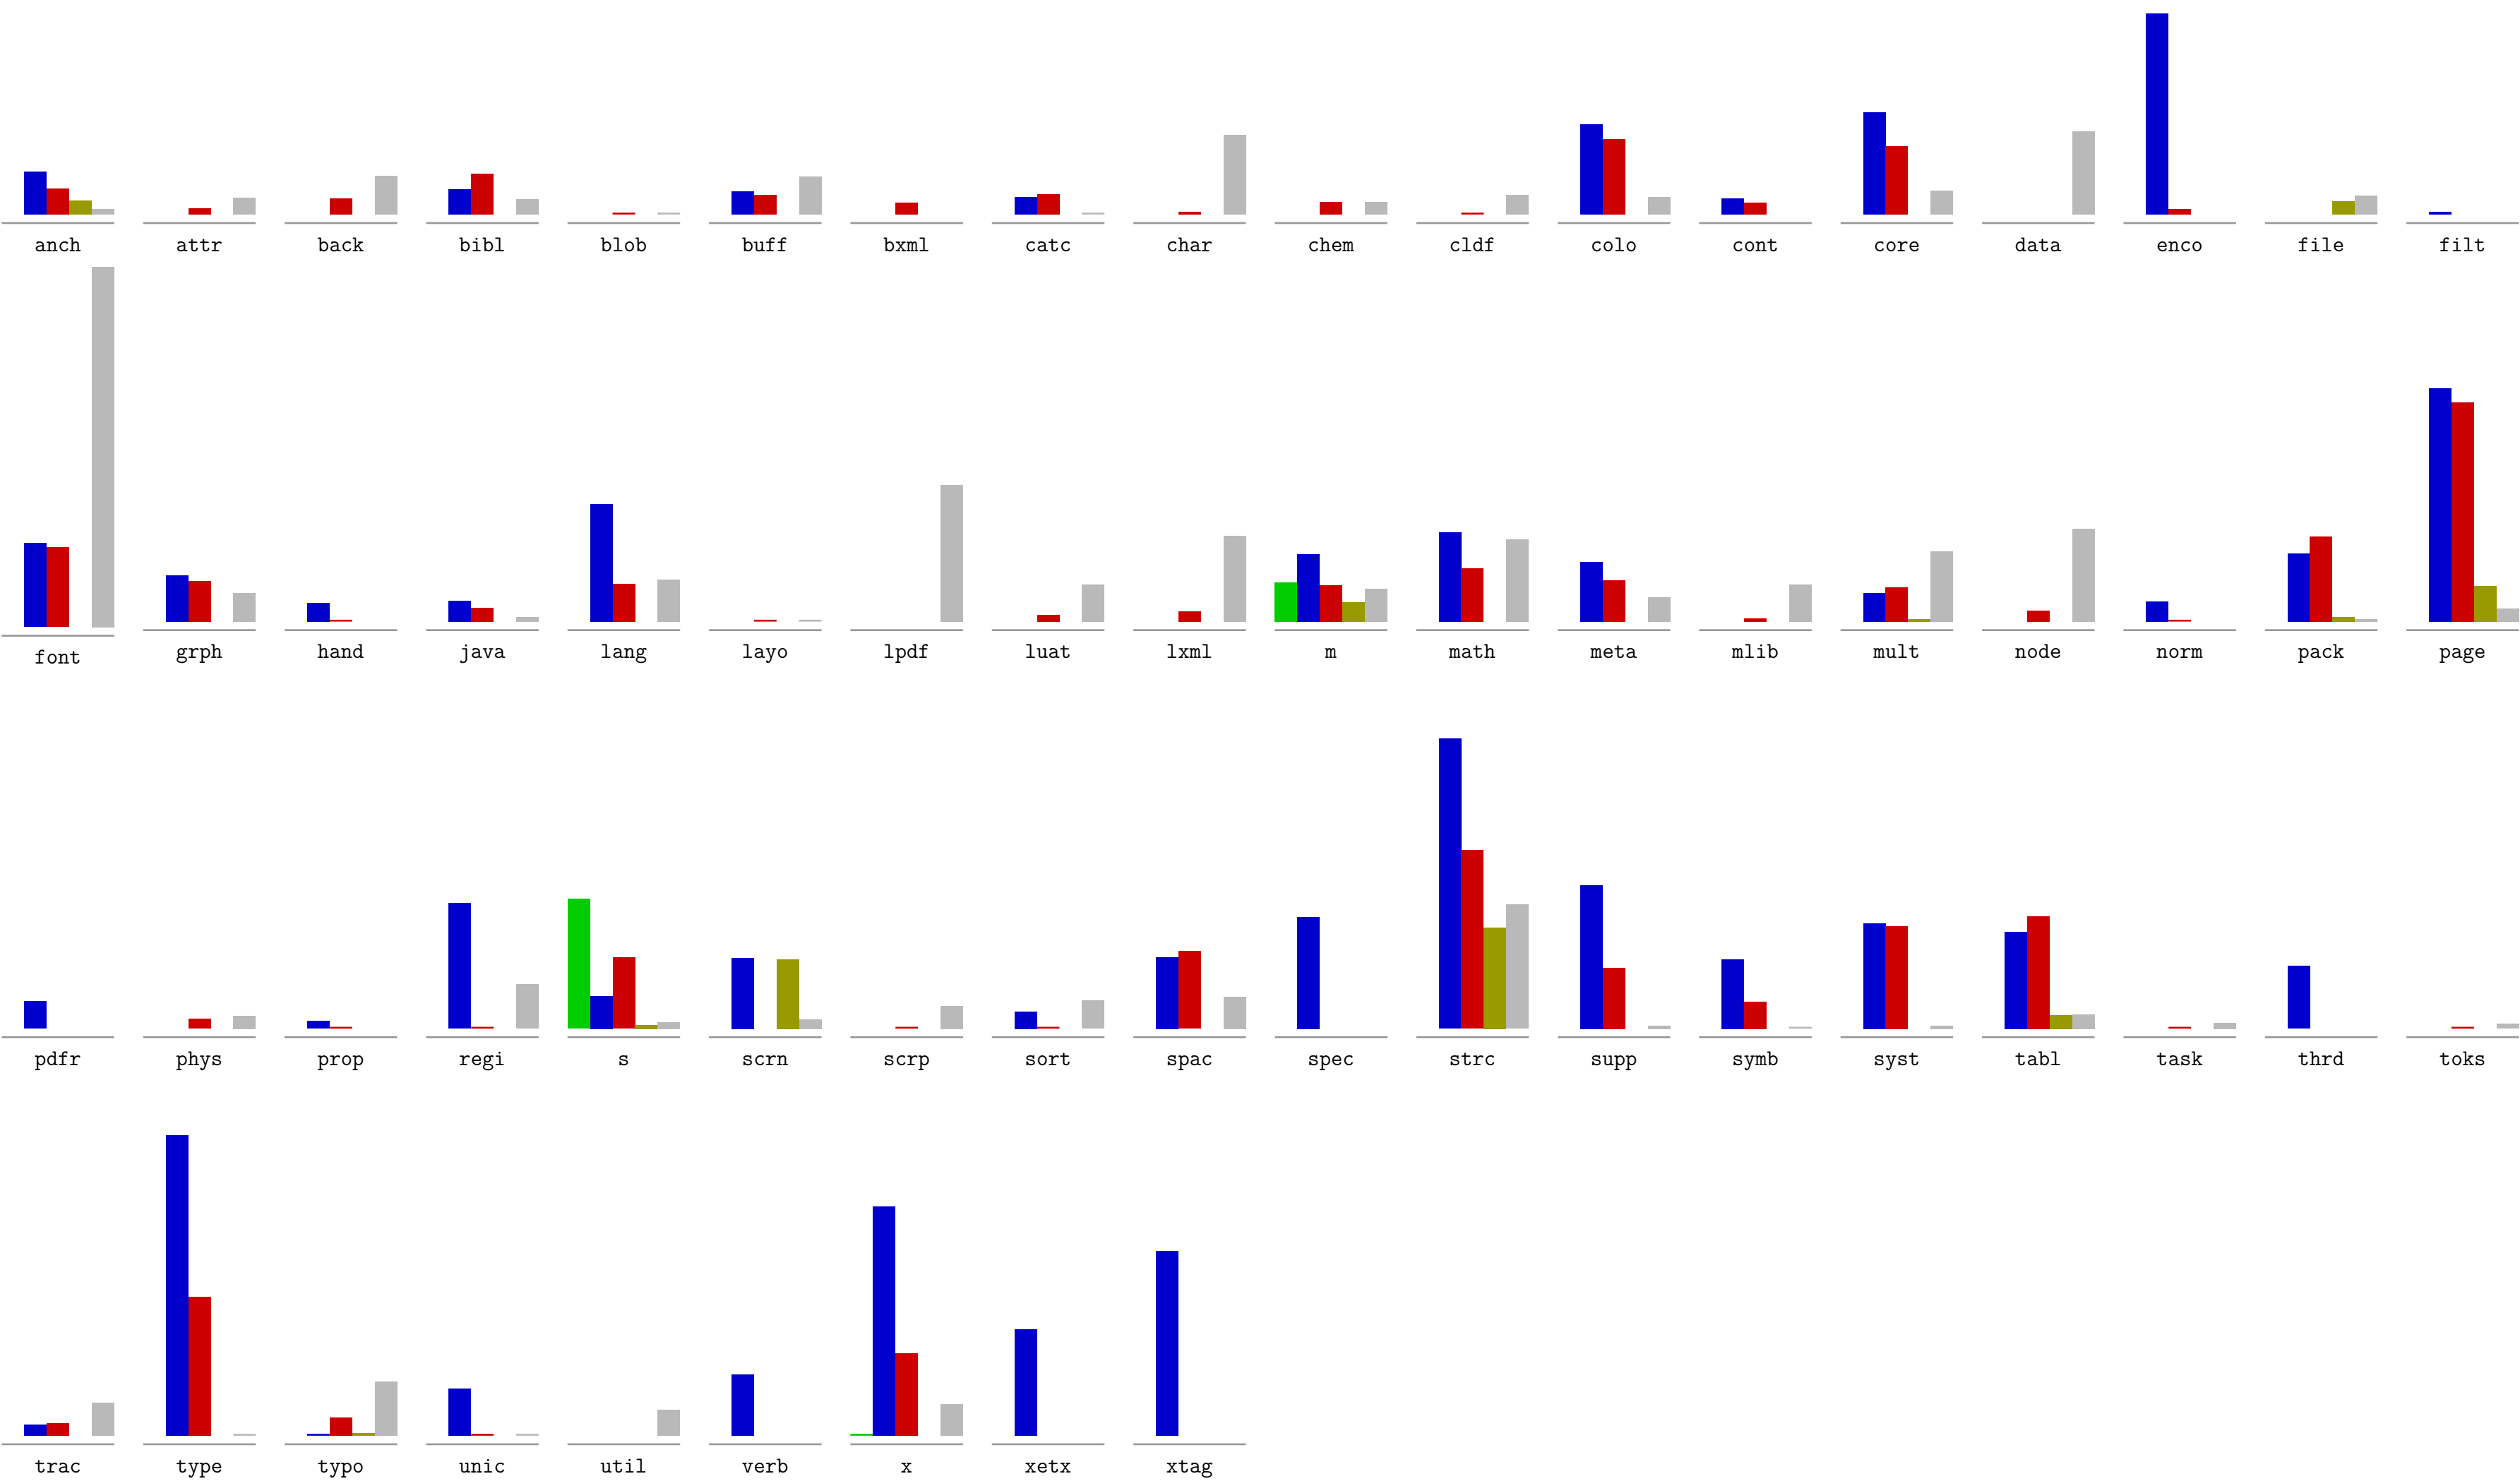 anch attr back bibl blob buff bxml catc char chem cldf colo cont core data enco file filt
font grph hand java lang layo lpdf luat lxml m math meta mlib mult node norm pack page
pdfr phys prop regi s scrn scrp sort spac spec strc supp symb syst tabl task thrd toks
trac type typo unic util verb x xetx xtag